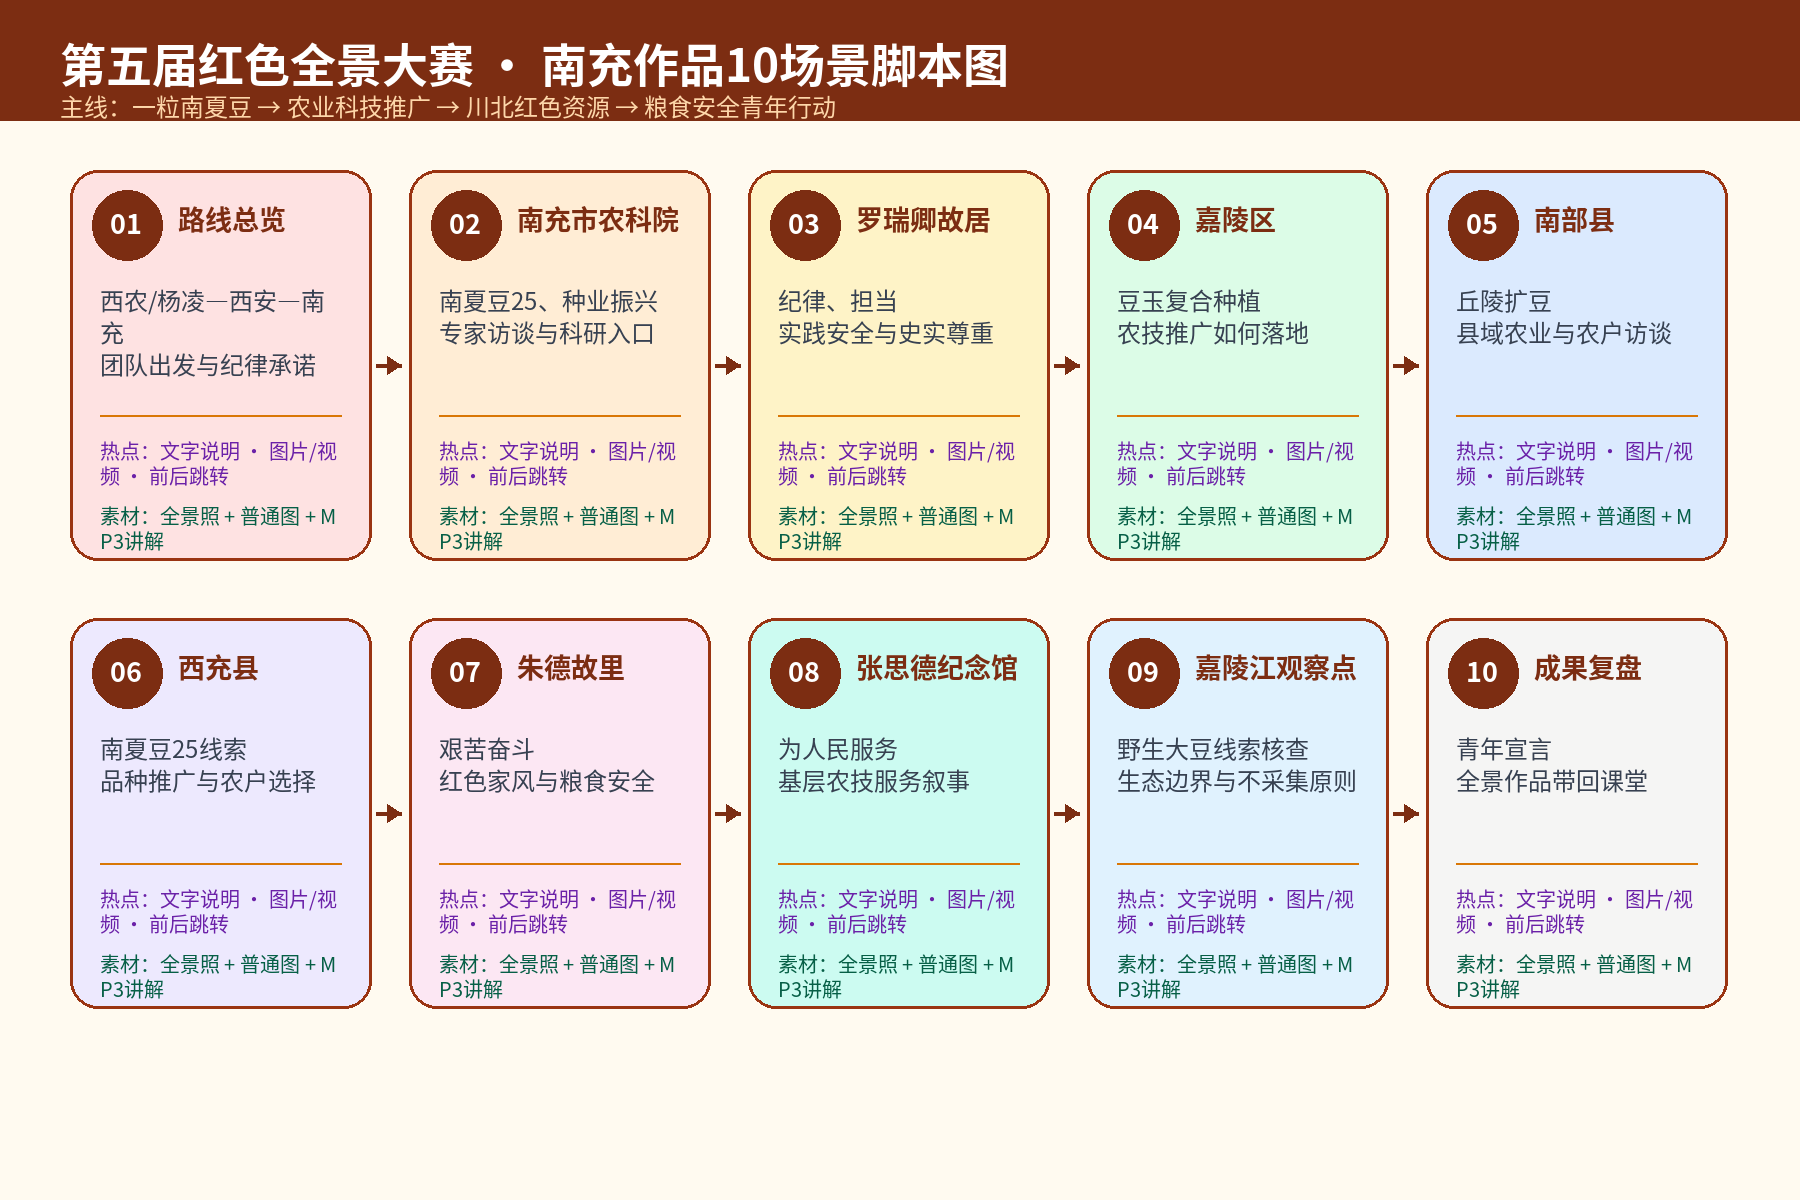 第五届红色全景大赛 · 南充作品10场景脚本图
主线：一粒南夏豆 → 农业科技推广 → 川北红色资源 → 粮食安全青年行动
01 路线总览
西农/杨凌—西安—南
充
团队出发与纪律承诺
热点：文字说明 · 图片/视
频 · 前后跳转
素材：全景照 + 普通图 + M
P3讲解
02 南充市农科院
南夏豆25、种业振兴
专家访谈与科研入口
热点：文字说明 · 图片/视
频 · 前后跳转
素材：全景照 + 普通图 + M
P3讲解
03 罗瑞卿故居
纪律、担当
实践安全与史实尊重
热点：文字说明 · 图片/视
频 · 前后跳转
素材：全景照 + 普通图 + M
P3讲解
04 嘉陵区
豆玉复合种植
农技推广如何落地
热点：文字说明 · 图片/视
频 · 前后跳转
素材：全景照 + 普通图 + M
P3讲解
05 南部县
丘陵扩豆
县域农业与农户访谈
热点：文字说明 · 图片/视
频 · 前后跳转
素材：全景照 + 普通图 + M
P3讲解
06 西充县
南夏豆25线索
品种推广与农户选择
热点：文字说明 · 图片/视
频 · 前后跳转
素材：全景照 + 普通图 + M
P3讲解
07 朱德故里
艰苦奋斗
红色家风与粮食安全
热点：文字说明 · 图片/视
频 · 前后跳转
素材：全景照 + 普通图 + M
P3讲解
08 张思德纪念馆
为人民服务
基层农技服务叙事
热点：文字说明 · 图片/视
频 · 前后跳转
素材：全景照 + 普通图 + M
P3讲解
09 嘉陵江观察点
野生大豆线索核查
生态边界与不采集原则
热点：文字说明 · 图片/视
频 · 前后跳转
素材：全景照 + 普通图 + M
P3讲解
10 成果复盘
青年宣言
全景作品带回课堂
热点：文字说明 · 图片/视
频 · 前后跳转
素材：全景照 + 普通图 + M
P3讲解